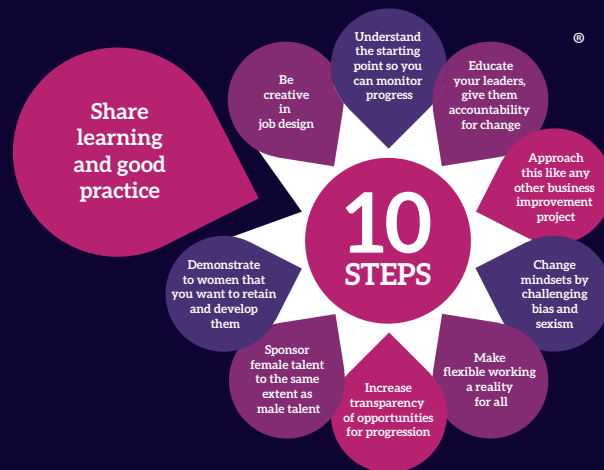 ®
Understand
the starting
point so you
can monitor
progress
Educate
your leaders,
give them
accountability
for change
Approach
this like any
other business
improvement
project
Change
mindsets by
challenging
bias and
sexism
Make
flexible working
a reality
for all
Increase
transparency
of opportunities
for progression
Sponsor
female talent
to the same
extent as
male talent
Demonstrate
to women that
you want to retain
and develop
them
Share
learning
and good
practice
Be
creative
in
job design
10
STEPS